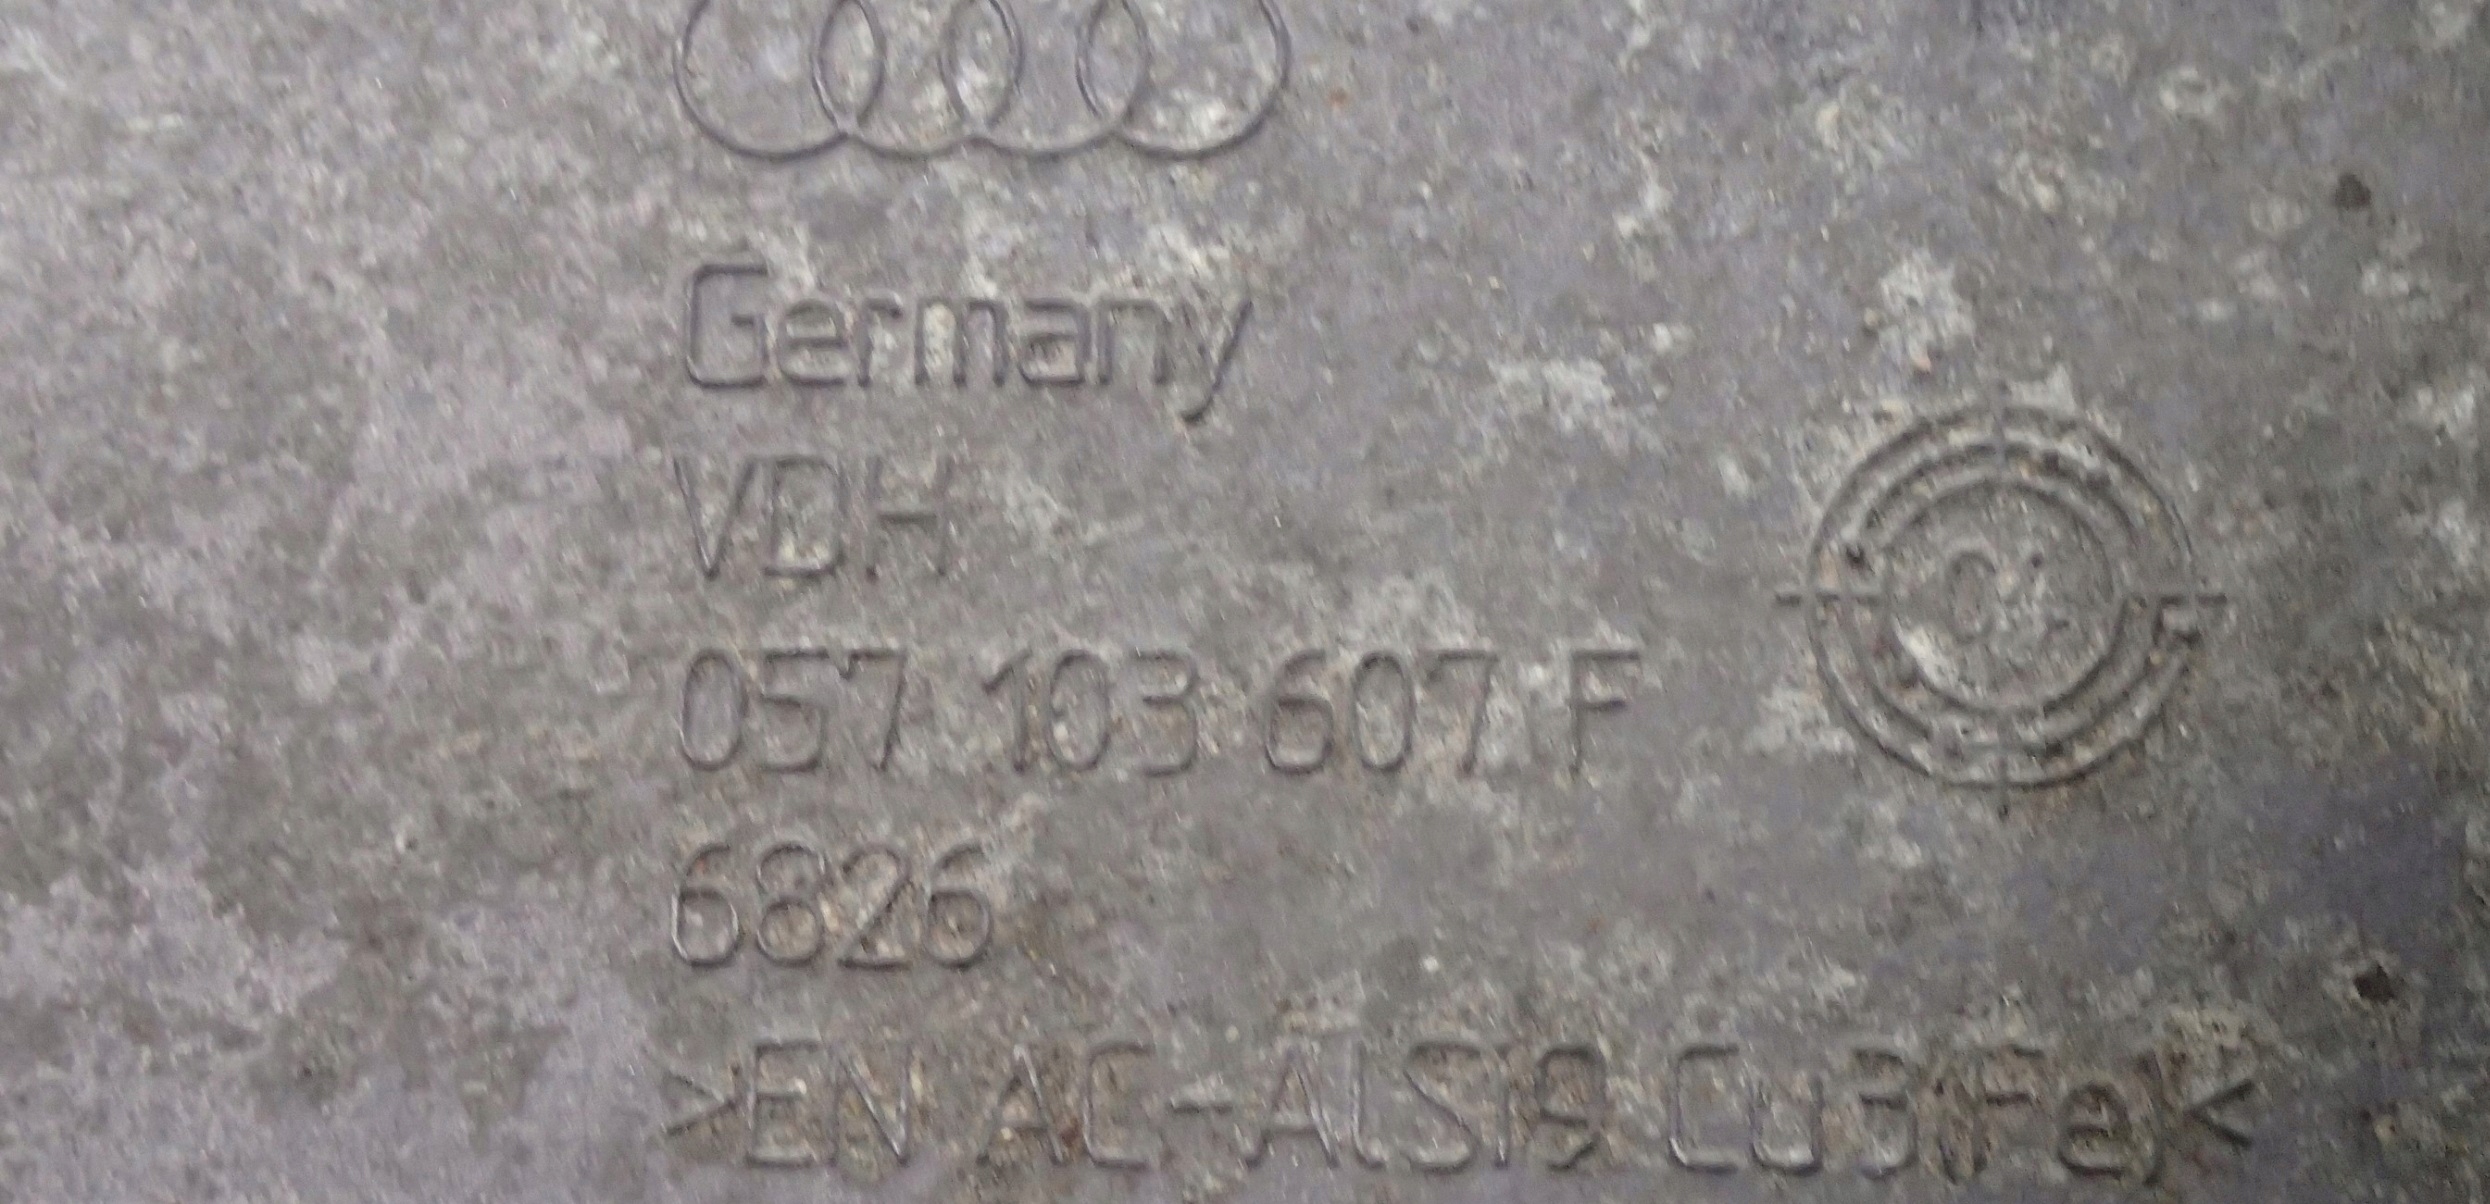 Germany
VDH
057 103 607 F
6826
>EN AC-AlSi9 Cu3(Fe)<